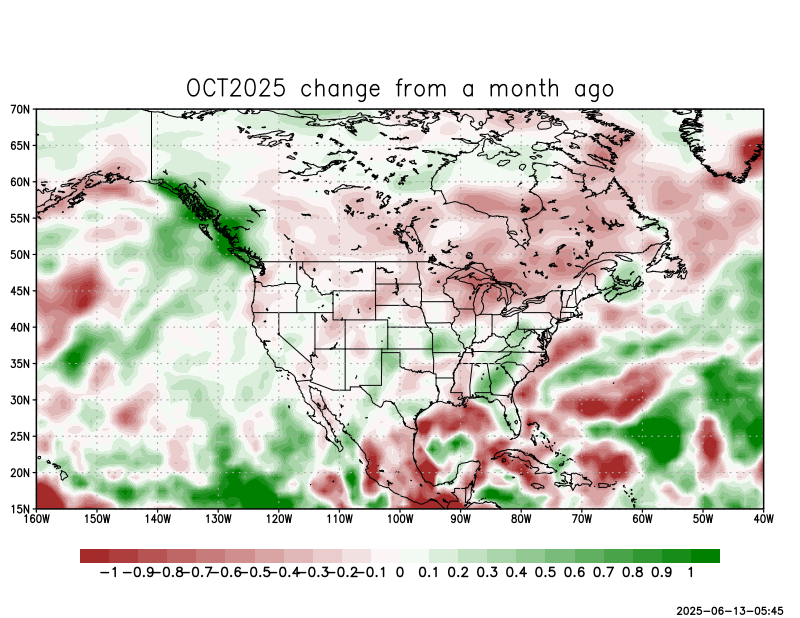 OCT2025 change from a month ago
70N
65N
60N
55N
50N
45N
40N
35N
30N
25N
20N
15N
160W 150W 140W 130W 120W 110W 100W 90W 80W 70W 60W 50W 40W
-1 -0.9 -0.8 -0.7 -0.6 -0.5 -0.4 -0.3 -0.2 -0.1 0 0.1 0.2 0.3 0.4 0.5 0.6 0.7 0.8 0.9 1
2025-06-13-05:45